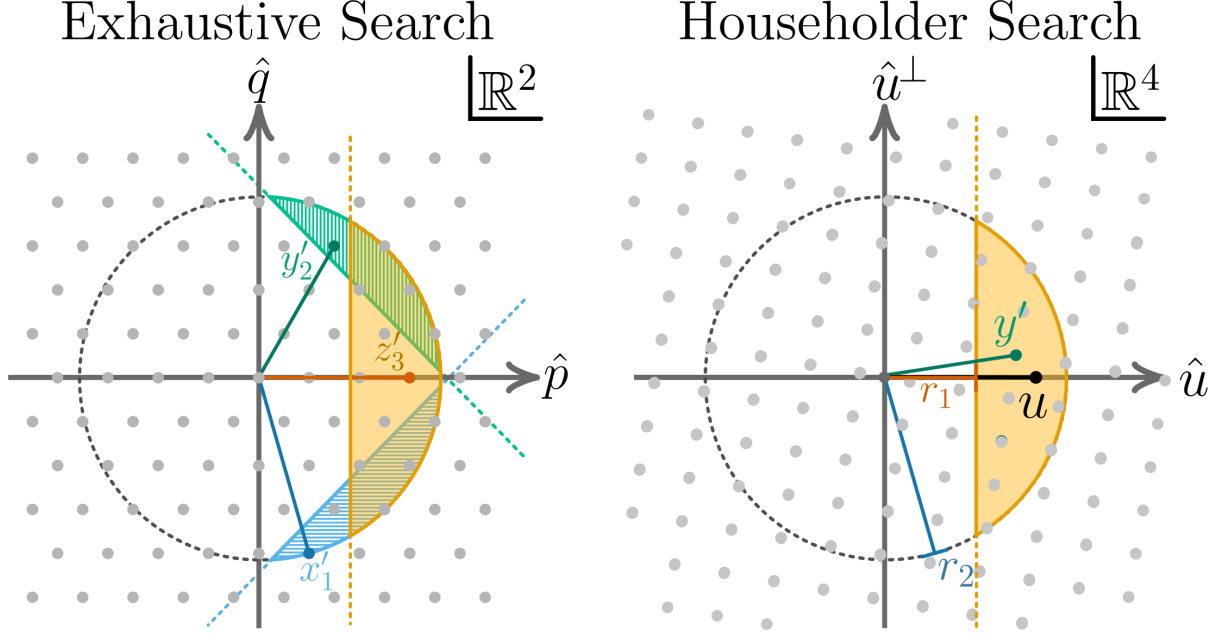 Exhaustive Search
Householder Search
q̂
ℝ²
û⊥
ℝ⁴
y′₂
z′₃
p̂
x′₁
y′
r₁
u
û
r₂